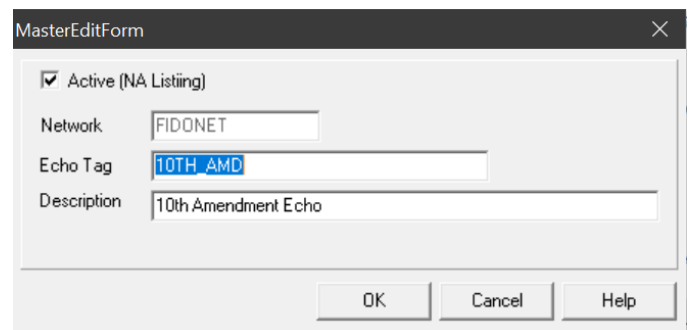 MasterEditForm
Active (NA Listiing)
Network FIDONET
Echo Tag 10TH_AMD
Description 10th Amendment Echo
OK Cancel Help